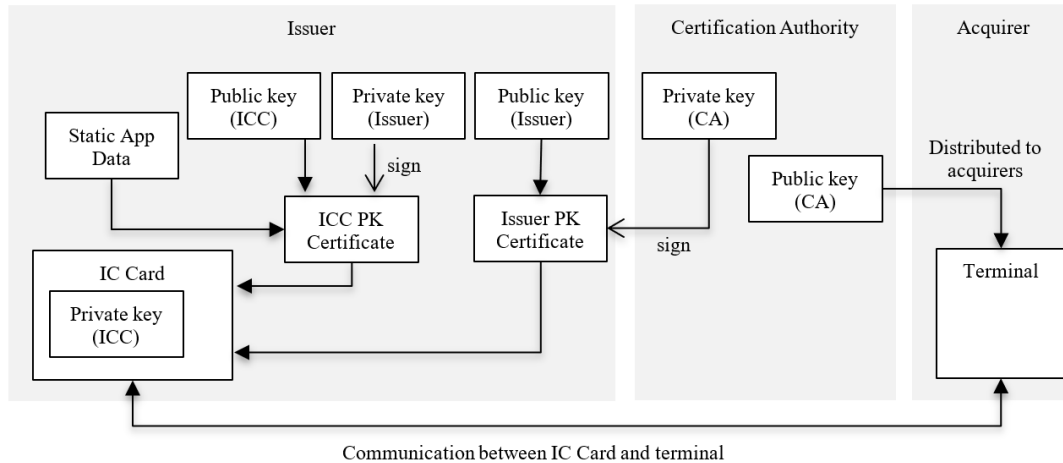 Issuer
Certification Authority
Acquirer
Public key
(ICC)
Private key
(Issuer)
Public key
(Issuer)
Private key
(CA)
Static App
Data
sign
Distributed to
acquirers
Public key
(CA)
ICC PK
Certificate
Issuer PK
Certificate
sign
IC Card
Terminal
Private key
(ICC)
Communication between IC Card and terminal